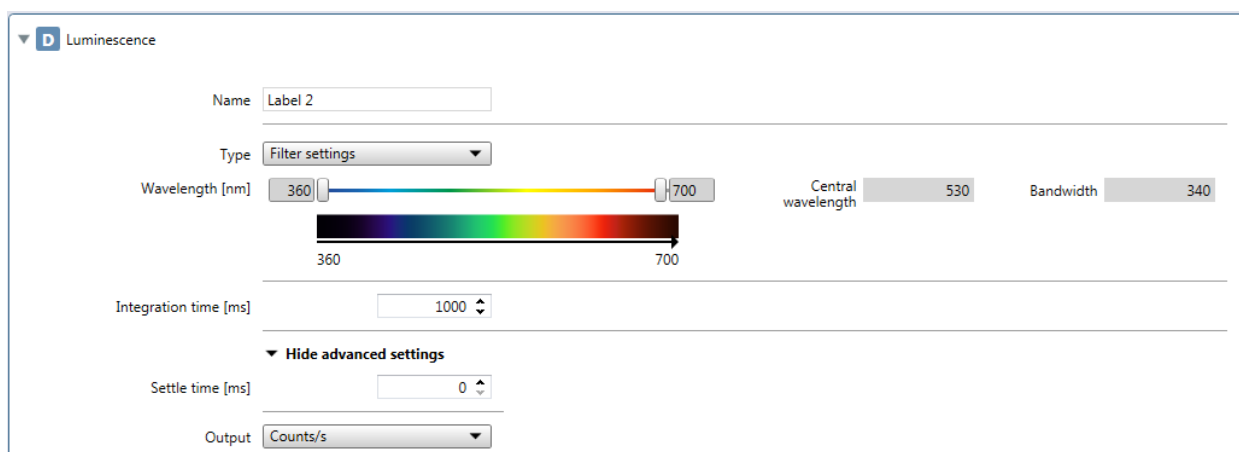 D Luminescence
Name Label 2
Type Filter settings
Wavelength [nm] 360 700 Central wavelength 530 Bandwidth 340
360 700
Integration time [ms] 1000
Hide advanced settings
Settle time [ms] 0
Output Counts/s